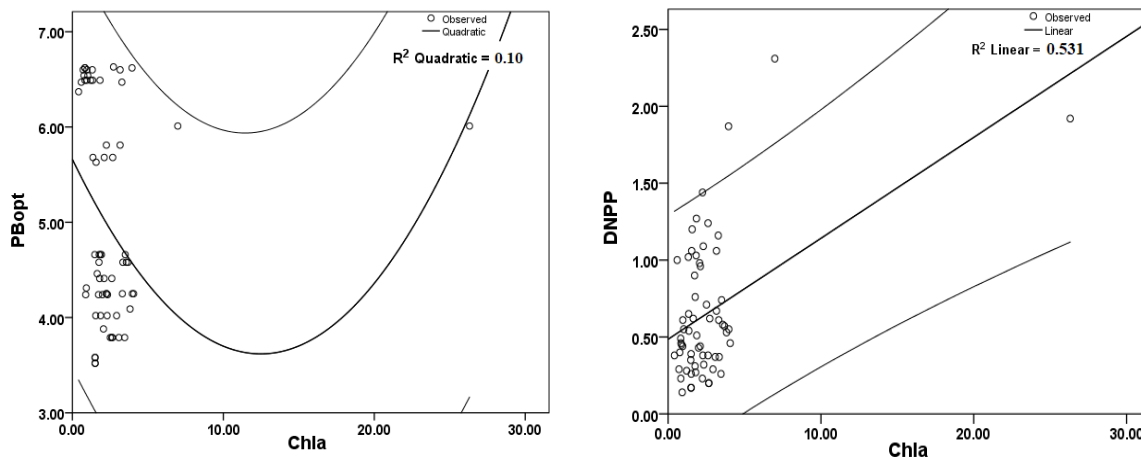 7.00
6.00
5.00
4.00
3.00
PBopt
Observed
Quadratic
R² Quadratic = 0.10
0.00
10.00
20.00
30.00
Chla
2.50
2.00
1.50
1.00
0.50
0.00
DNPP
Observed
Linear
R² Linear = 0.531
0.00
10.00
20.00
30.00
Chla